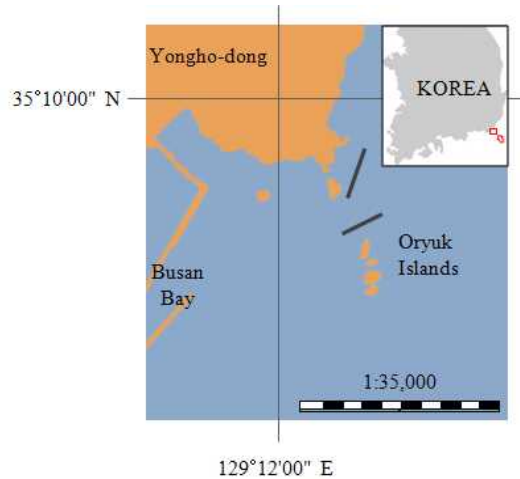 Yongho-dong
KOREA
35°10'00" N
Oryuk
Islands
Busan
Bay
1:35,000
129°12'00" E